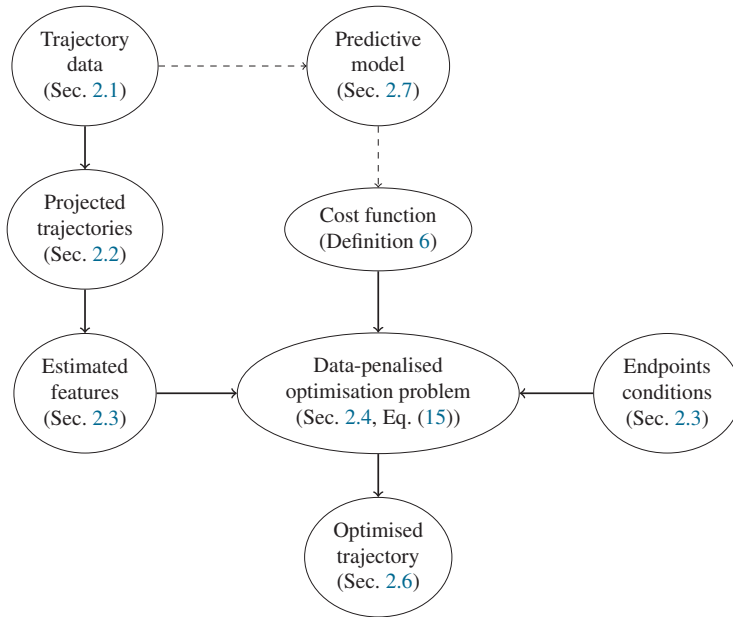 Trajectory
data
(Sec. 2.1)
Predictive
model
(Sec. 2.7)
Projected
trajectories
(Sec. 2.2)
Cost function
(Definition 6)
Estimated
features
(Sec. 2.3)
Data-penalised
optimisation problem
(Sec. 2.4, Eq. (15))
Endpoints
conditions
(Sec. 2.3)
Optimised
trajectory
(Sec. 2.6)